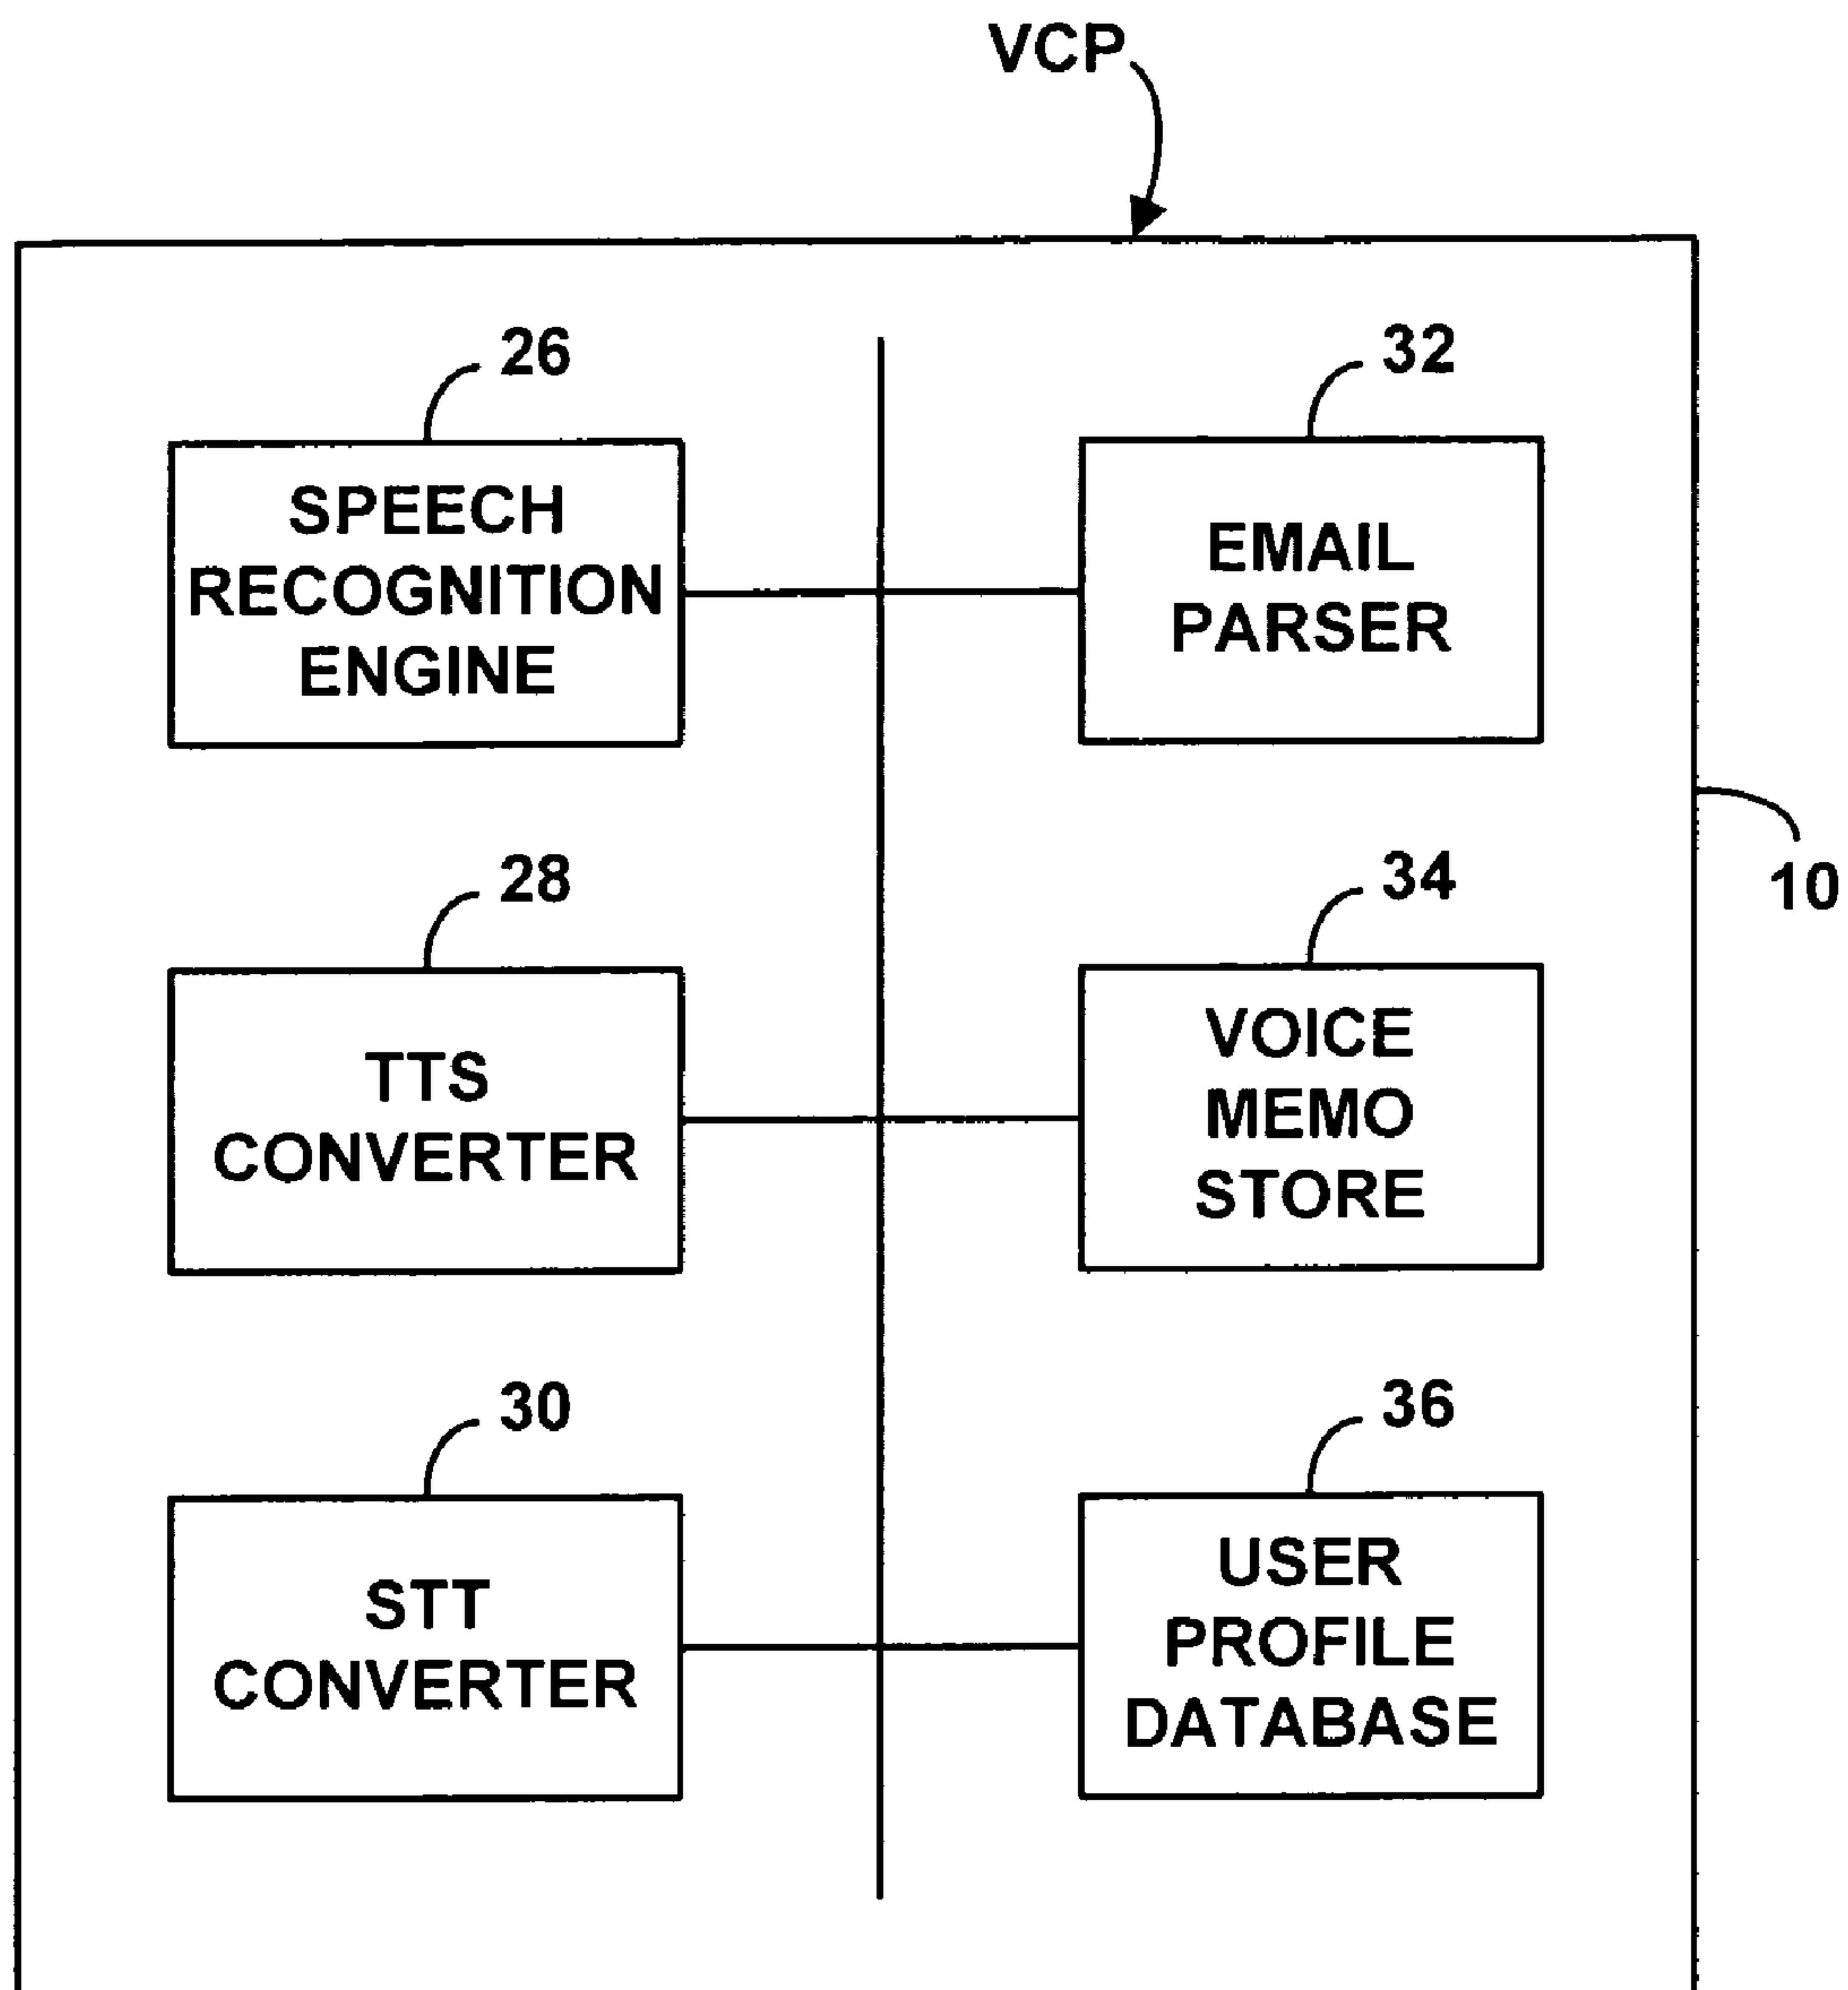 VCP
26
SPEECH
RECOGNITION
ENGINE
32
EMAIL
PARSER
10
28
TTS
CONVERTER
34
VOICE
MEMO
STORE
30
STT
CONVERTER
36
USER
PROFILE
DATABASE